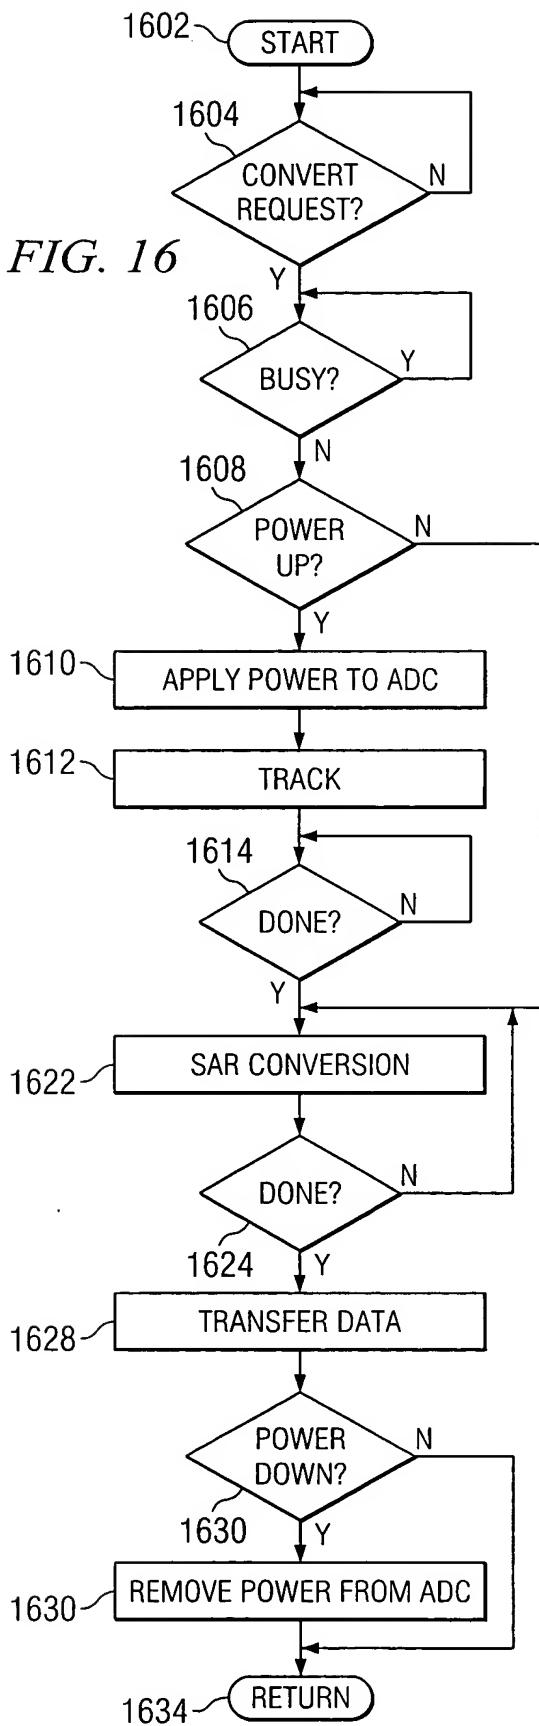 1602
START
1604
CONVERT
REQUEST?
N
FIG. 16
Y
1606
BUSY?
Y
N
1608
POWER
UP?
N
Y
1610
APPLY POWER TO ADC
1612
TRACK
1614
DONE?
N
Y
1622
SAR CONVERSION
DONE?
N
1624
Y
1628
TRANSFER DATA
POWER
DOWN?
N
1630
Y
1630
REMOVE POWER FROM ADC
1634
RETURN